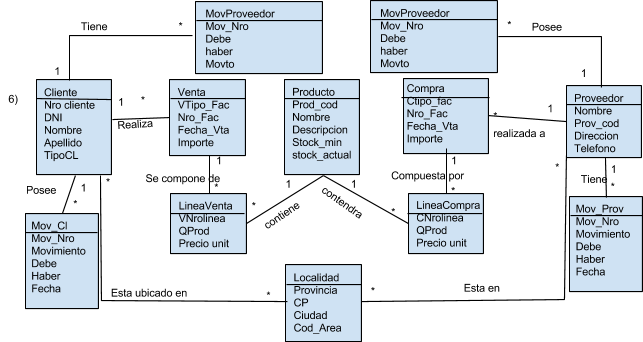 MovProveedor
Mov_Nro
Debe
haber
Movto
MovProveedor
Mov_Nro
Debe
haber
Movto
Tiene
*
1
*
Posee
1
6)
Cliente
Nro cliente
DNI
Nombre
Apellido
TipoCL
1
*
Realiza
Venta
VTipo_Fac
Nro_Fac
Fecha_Vta
Importe
Producto
Prod_cod
Nombre
Descripcion
Stock_min
stock_actual
Compra
Ctipo_fac
Nro_Fac
Fecha_Vta
Importe
*
1
realizada a
Proveedor
Nombre
Prov_cod
Direccion
Telefono
Posee
1
*
*
Se compone de
1
*
1
1
Compuesta por
1
*
*
1
Tiene
*
Mov_Cl
Mov_Nro
Movimiento
Debe
Haber
Fecha
LineaVenta
VNrolinea
QProd
Precio unit
*
contiene
contendra
*
LineaCompra
CNrolinea
QProd
Precio unit
Mov_Prov
Mov_Nro
Movimiento
Debe
Haber
Fecha
Esta ubicado en
*
Localidad
Provincia
CP
Ciudad
Cod_Area
*
Esta en